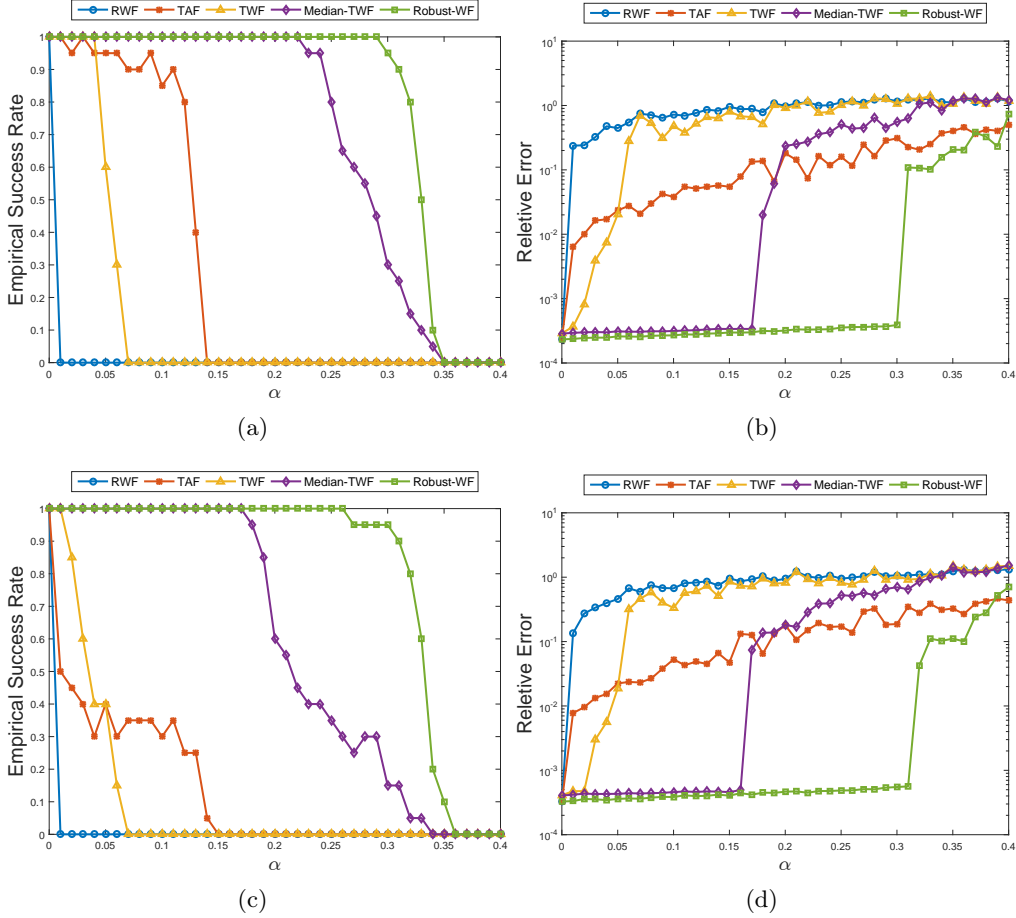 RWF TAF TWF Median-TWF Robust-WF
1
0.9
0.8
0.7
0.6
0.5
0.4
0.3
0.2
0.1
0
Empirical Success Rate
0 0.05 0.1 0.15 0.2 0.25 0.3 0.35 0.4
α
(a)
RWF TAF TWF Median-TWF Robust-WF
10^1
10^0
10^-1
10^-2
10^-3
10^-4
Reletive Error
0 0.05 0.1 0.15 0.2 0.25 0.3 0.35 0.4
α
(b)
RWF TAF TWF Median-TWF Robust-WF
1
0.9
0.8
0.7
0.6
0.5
0.4
0.3
0.2
0.1
0
Empirical Success Rate
0 0.05 0.1 0.15 0.2 0.25 0.3 0.35 0.4
α
(c)
RWF TAF TWF Median-TWF Robust-WF
10^1
10^0
10^-1
10^-2
10^-3
10^-4
Reletive Error
0 0.05 0.1 0.15 0.2 0.25 0.3 0.35 0.4
α
(d)